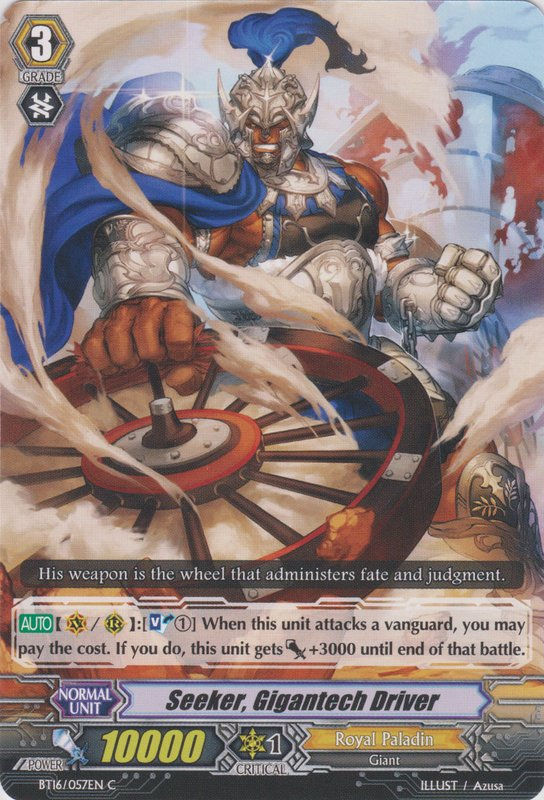 3
GRADE
His weapon is the wheel that administers fate and judgment.
AUTO【 V / R 】:[V ①] When this unit attacks a vanguard, you may
pay the cost. If you do, this unit gets +3000 until end of that battle.
NORMAL
UNIT
Seeker, Gigantech Driver
POWER
10000
1
CRITICAL
Royal Paladin
Giant
BT16/057EN C
ILLUST / Azusa